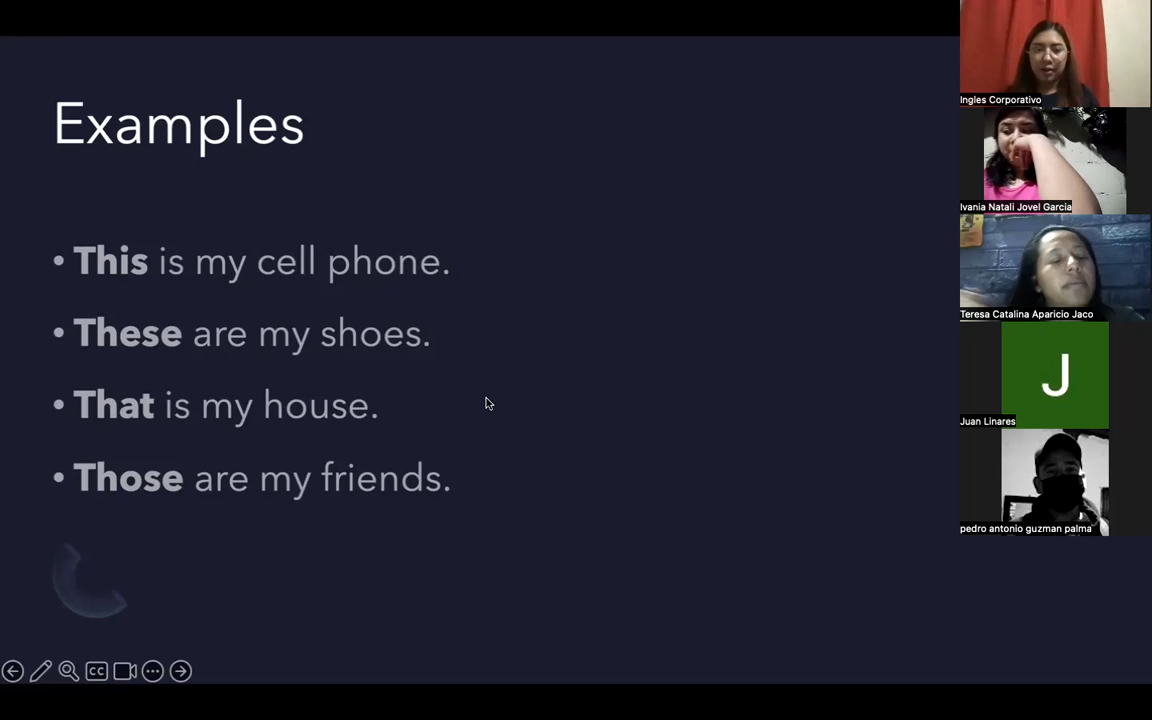 Examples
• This is my cell phone.
• These are my shoes.
• That is my house.
• Those are my friends.
CC
Ingles Corporativo
Ivania Natali Jovel Garcia
Teresa Catalina Aparicio Jaco
J
Juan Linares
pedro antonio guzman palma